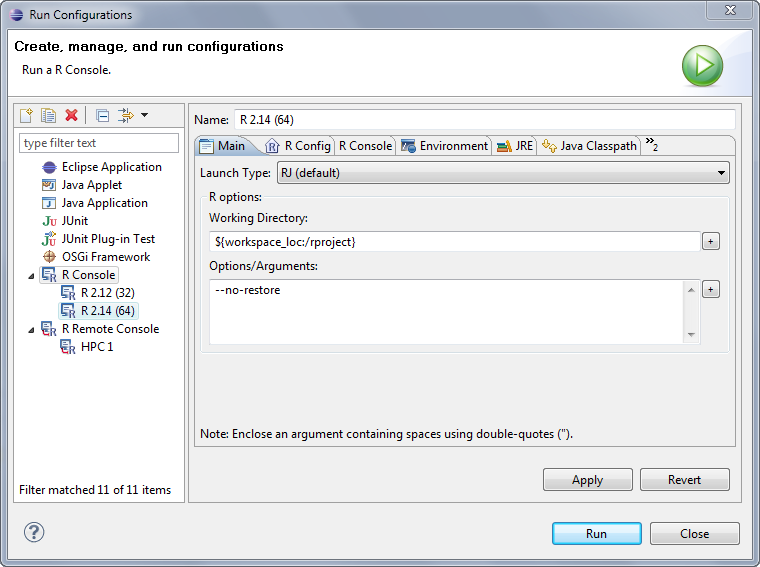 Run Configurations
Create, manage, and run configurations
Run a R Console.
type filter text
Eclipse Application
Java Applet
Java Application
JUnit
JUnit Plug-in Test
OSGi Framework
R Console
R 2.12 (32)
R 2.14 (64)
R Remote Console
HPC 1
Filter matched 11 of 11 items
Name: R 2.14 (64)
Main R Config R Console Environment JRE Java Classpath »2
Launch Type: RJ (default)
R options:
Working Directory:
${workspace_loc:/rproject}
Options/Arguments:
--no-restore
Note: Enclose an argument containing spaces using double-quotes (").
Apply Revert
Run Close